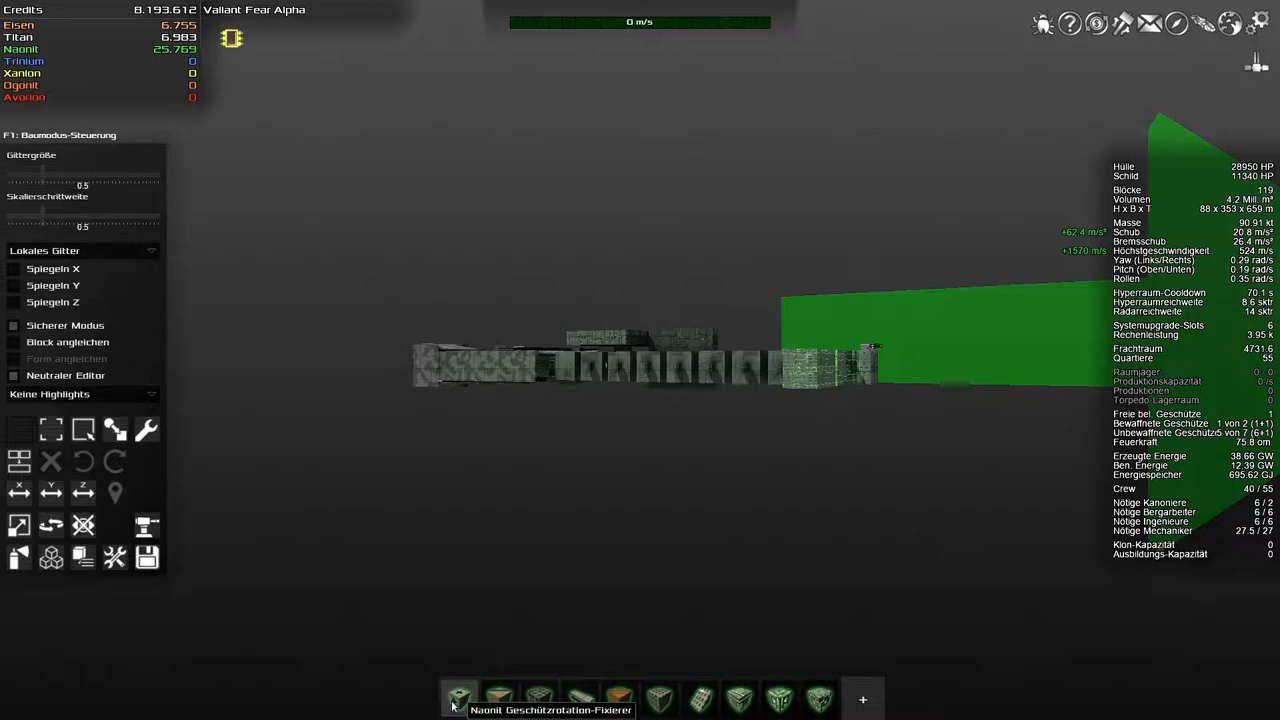 Credits 8.193.612
Valiant Fear Alpha
Eisen 6.755
Titan 6.983
Naonit 25.769
Trinium 0
Xanion 0
Ogonit 0
Avorion 0
0 m/s
F1: Baumodus-Steuerung
Gittergröße
0.5
Skalierschrittweite
0.5
Lokales Gitter
Spiegeln X
Spiegeln Y
Spiegeln Z
Sicherer Modus
Block angleichen
Form angleichen
Neutraler Editor
Keine Highlights
X Y Z
Hülle 28950 HP
Schild 11340 HP
Blöcke 119
Volumen 4.2 Mill. m³
H x B x T 88 x 353 x 659 m
Masse 90.91 kt
+62.4 m/s² Schub 20.8 m/s²
Bremsschub 26.4 m/s²
+1570 m/s Höchstgeschwindigkeit 524 m/s
Yaw (Links/Rechts) 0.29 rad/s
Pitch (Oben/Unten) 0.19 rad/s
Rollen 0.35 rad/s
Hyperraum-Cooldown 70.1 s
Hyperraumreichweite 8.6 sktr
Radarreichweite 14 sktr
Systemupgrade-Slots 6
Rechenleistung 3.95 k
Frachtraum 4731.6
Quartiere 55
Raumjäger 0 / 0
Produktionskapazität 0 /s
Produktionen 0
Torpedo-Lagerraum 0
Freie bel. Geschütze 1
Bewaffnete Geschütze 1 von 2 (1+1)
Unbewaffnete Geschütz 5 von 7 (6+1)
Feuerkraft 75.8 om.
Erzeugte Energie 38.66 GW
Ben. Energie 12.39 GW
Energiespeicher 695.62 GJ
Crew 40 / 55
Nötige Kanoniere 6 / 2
Nötige Bergarbeiter 6 / 6
Nötige Ingenieure 6 / 6
Nötige Mechaniker 27.5 / 27
Klon-Kapazität 0
Ausbildungs-Kapazität 0
Naonit Geschützrotation-Fixierer